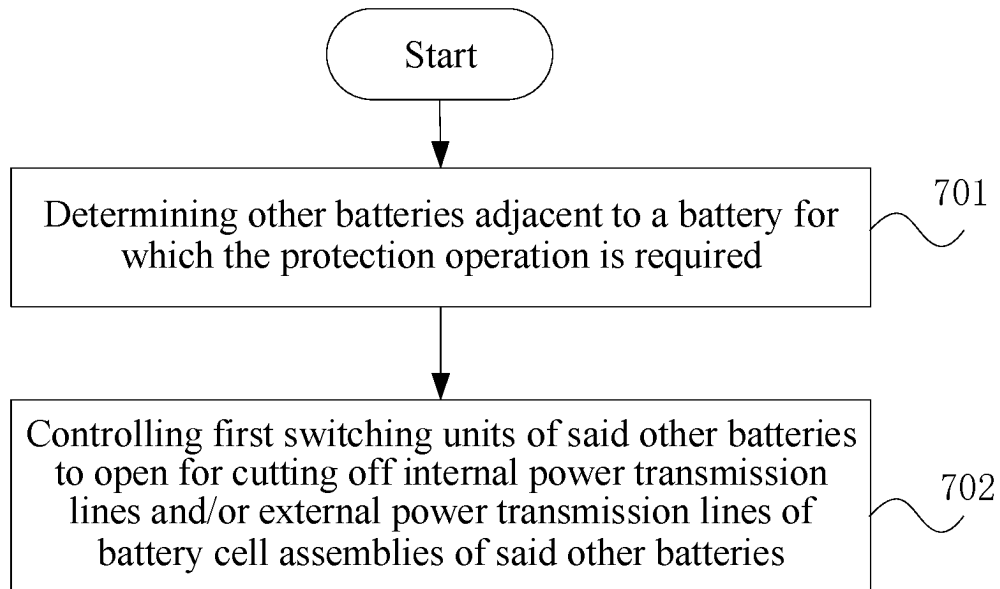 Start
Determining other batteries adjacent to a battery for
which the protection operation is required
701
Controlling first switching units of said other batteries
to open for cutting off internal power transmission
lines and/or external power transmission lines of
battery cell assemblies of said other batteries
702